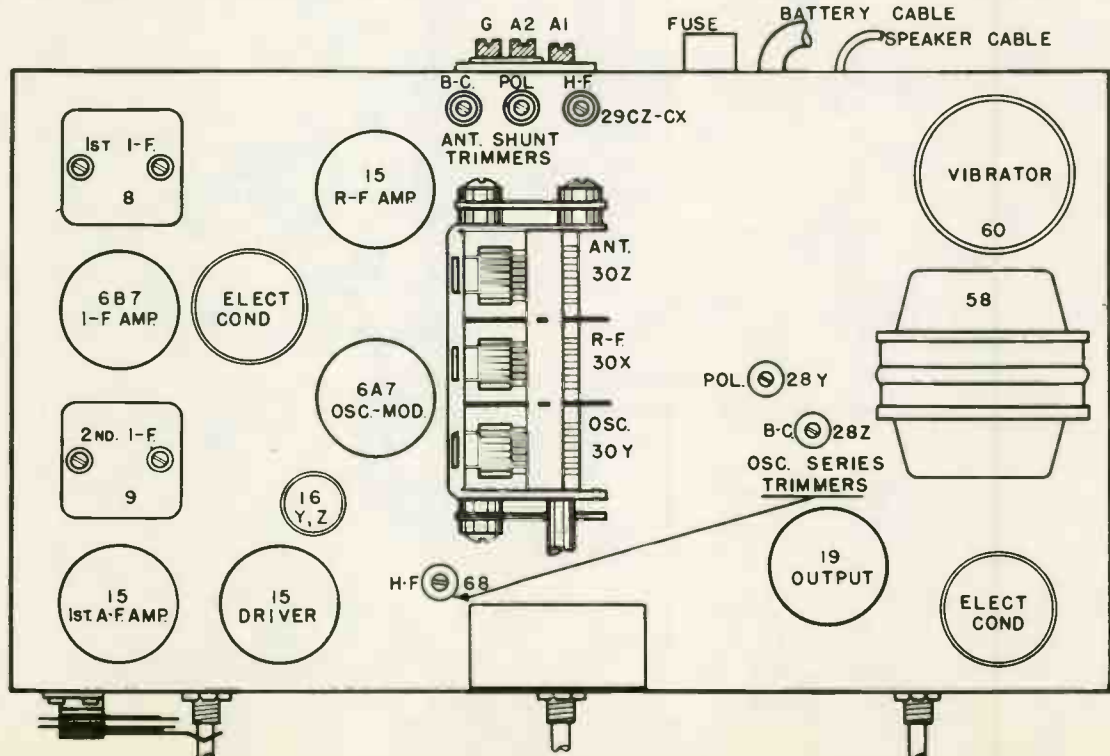 G A2 A1
FUSE
BATTERY CABLE
SPEAKER CABLE
B-C. POL H-F
29CZ-CX
ANT. SHUNT
TRIMMERS
1ST I-F.
8
15
R-F AMP.
VIBRATOR
60
6B7
I-F AMP.
ELECT
COND
ANT.
30Z
R-F.
30X
OSC.
30Y
58
6A7
OSC.-MOD.
POL. 28Y
B-C. 28Z
OSC. SERIES
TRIMMERS
2ND. I-F.
9
16
Y, Z
H-F 68
15
1ST. A-F. AMP.
15
DRIVER
19
OUTPUT
ELECT
COND